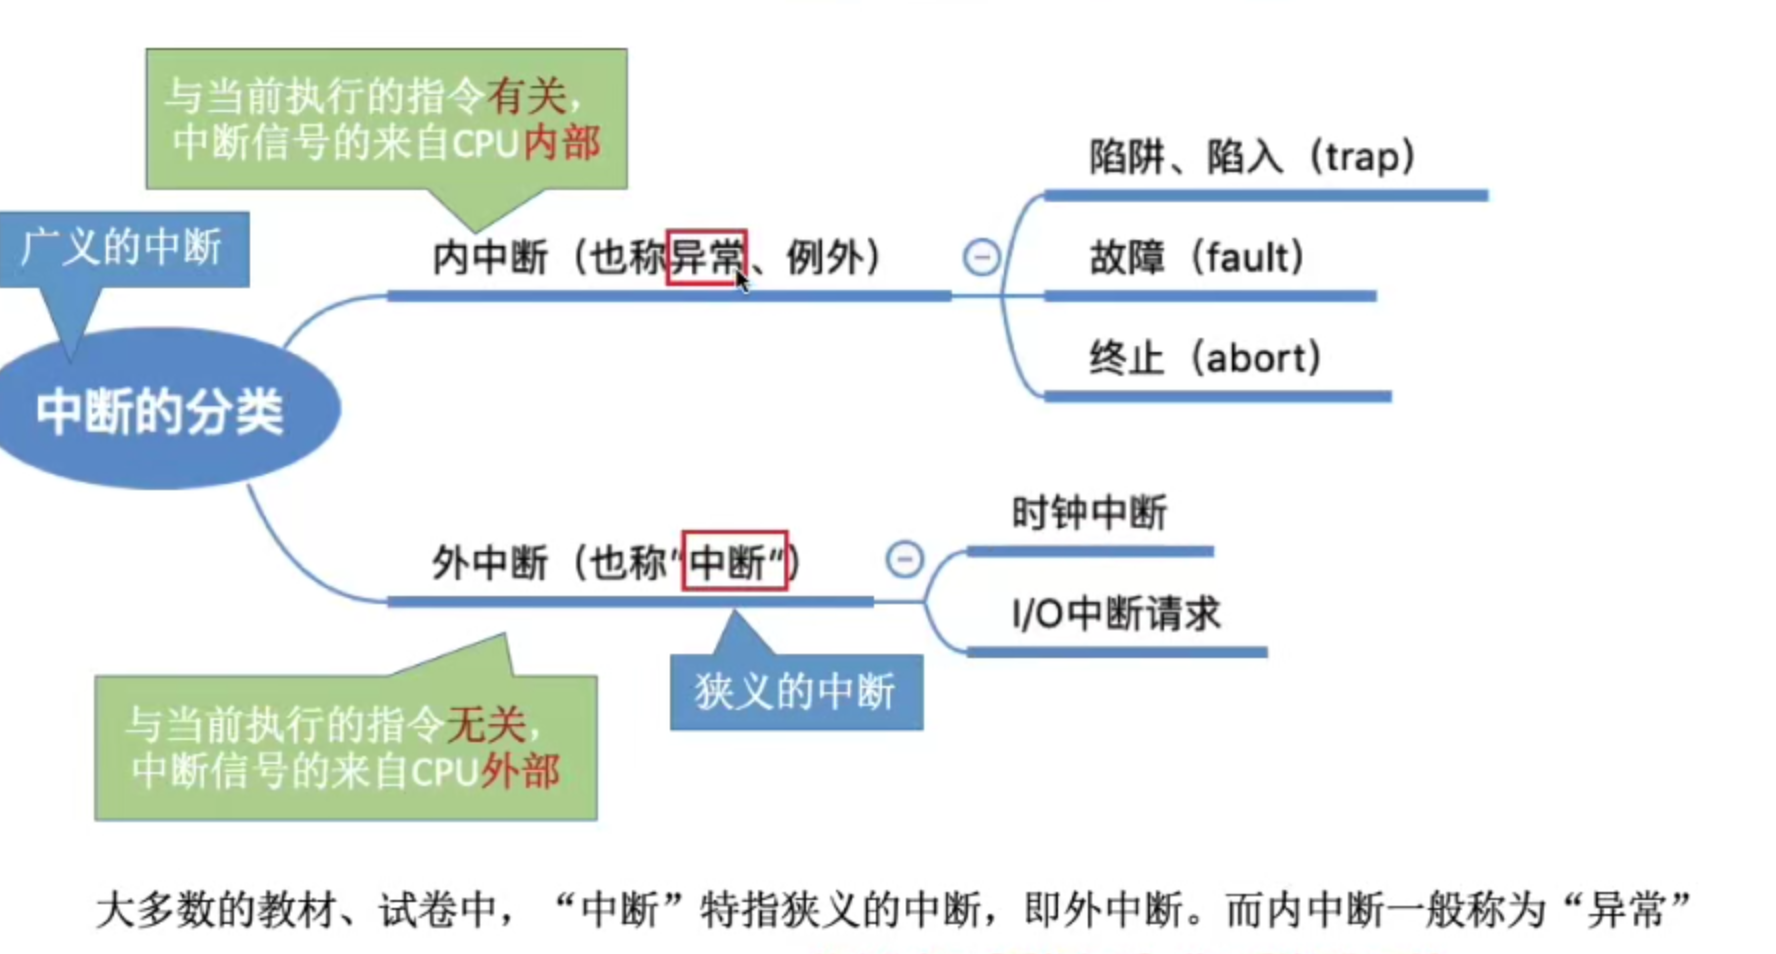 与当前执行的指令有关，
中断信号的来自CPU内部
广义的中断
中断的分类
内中断（也称异常、例外）
陷阱、陷入（trap）
故障（fault）
终止（abort）
外中断（也称“中断“）
时钟中断
I/O中断请求
狭义的中断
与当前执行的指令无关，
中断信号的来自CPU外部
大多数的教材、试卷中，“中断”特指狭义的中断，即外中断。而内中断一般称为“异常”